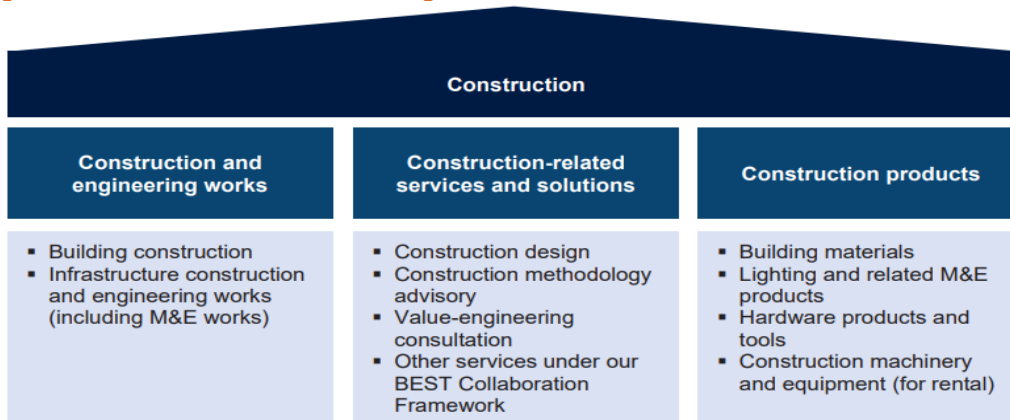 Construction
Construction and
engineering works
▪ Building construction
▪ Infrastructure construction
and engineering works
(including M&E works)
Construction-related
services and solutions
▪ Construction design
▪ Construction methodology
advisory
▪ Value-engineering
consultation
▪ Other services under our
BEST Collaboration
Framework
Construction products
▪ Building materials
▪ Lighting and related M&E
products
▪ Hardware products and
tools
▪ Construction machinery
and equipment (for rental)